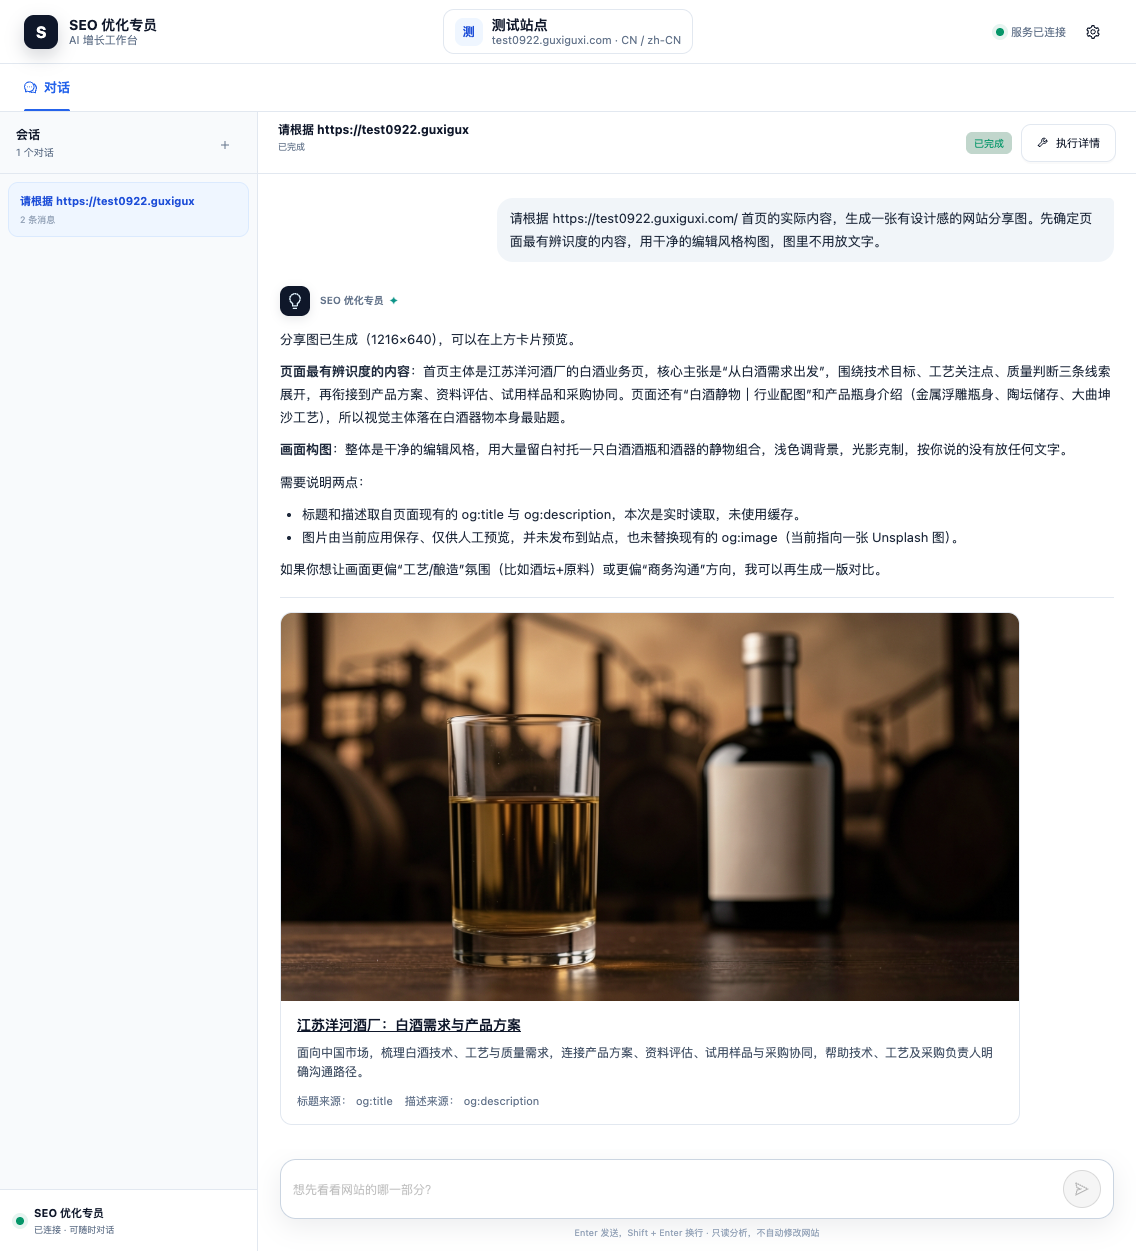 S
SEO 优化专员
AI 增长工作台
测
测试站点
test0922.guxiguxi.com · CN / zh-CN
服务已连接
对话
会话
1 个对话
请根据 https://test0922.guxigux
2 条消息
请根据 https://test0922.guxigux
已完成
已完成
执行详情
请根据 https://test0922.guxiguxi.com/ 首页的实际内容，生成一张有设计感的网站分享图。先确定页
面最有辨识度的内容，用干净的编辑风格构图，图里不用放文字。
SEO 优化专员
分享图已生成（1216×640），可以在上方卡片预览。
页面最有辨识度的内容：首页主体是江苏洋河酒厂的白酒业务页，核心主张是“从白酒需求出发”，围绕技术目标、工艺关注点、质量判断三条线索
展开，再衔接到产品方案、资料评估、试用样品和采购协同。页面还有“白酒静物 | 行业配图”和产品瓶身介绍（金属浮雕瓶身、陶坛储存、大曲坤
沙工艺），所以视觉主体落在白酒器物本身最贴题。
画面构图：整体是干净的编辑风格，用大量留白衬托一只白酒酒瓶和酒器的静物组合，浅色调背景，光影克制，按你说的没有放任何文字。
需要说明两点：
• 标题和描述取自页面现有的 og:title 与 og:description，本次是实时读取，未使用缓存。
• 图片由当前应用保存、仅供人工预览，并未发布到站点，也未替换现有的 og:image（当前指向一张 Unsplash 图）。
如果你想让画面更偏“工艺/酿造”氛围（比如酒坛+原料）或更偏“商务沟通”方向，我可以再生成一版对比。
江苏洋河酒厂：白酒需求与产品方案
面向中国市场，梳理白酒技术、工艺与质量需求，连接产品方案、资料评估、试用样品与采购协同，帮助技术、工艺及采购负责人明
确沟通路径。
标题来源： og:title 描述来源： og:description
想先看看网站的哪一部分?
Enter 发送，Shift + Enter 换行 · 只读分析，不自动修改网站
SEO 优化专员
已连接 · 可随时对话